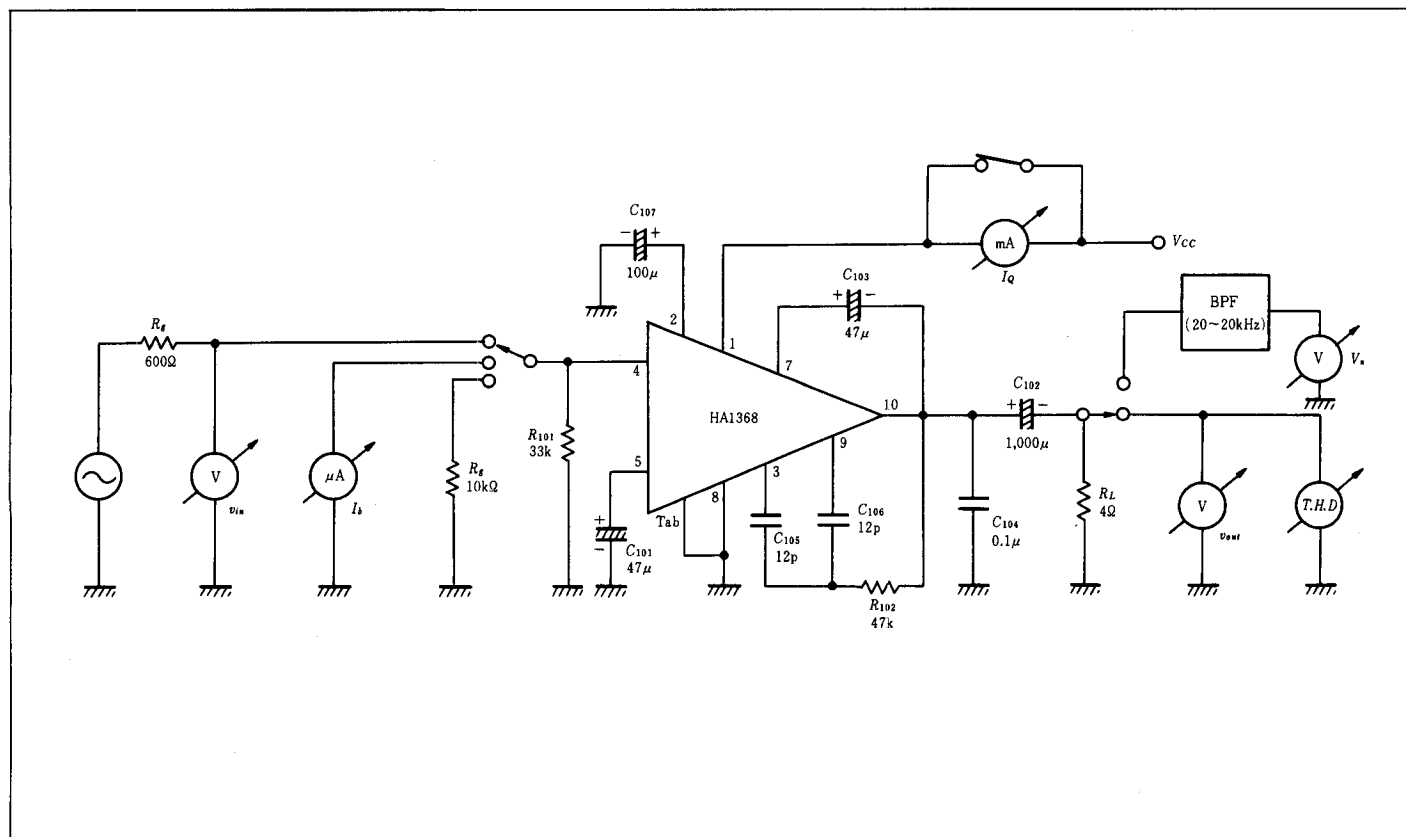 C107
− +
100μ
mA
IQ
VCC
C103
+ −
47μ
BPF
(20～20kHz)
V
Vn
Rg
600Ω
2
1
7
4
C102
+ −
1,000μ
10
HA1368
R101
33k
9
5
3
8
Tab
V
vin
μA
Ib
Rg
10kΩ
+
−
C101
47μ
C105
12p
C106
12p
R102
47k
C104
0.1μ
RL
4Ω
V
vout
T.H.D